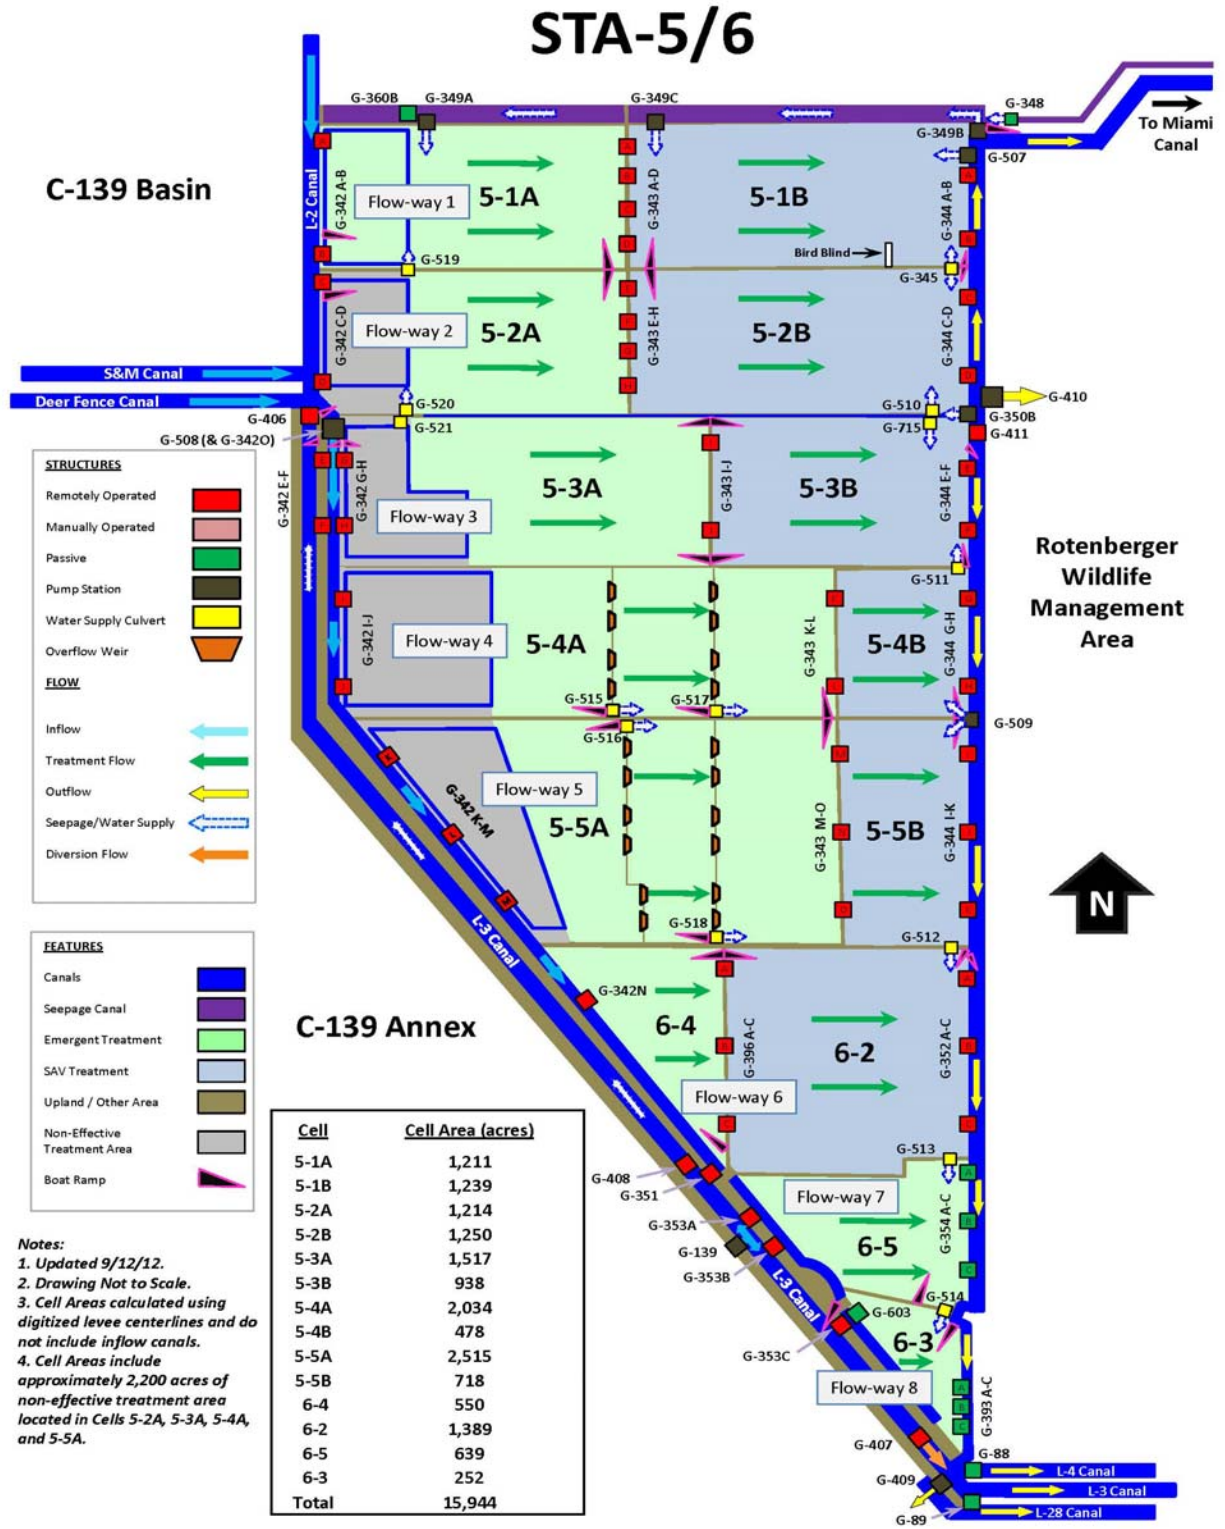 STA-5/6
G-360B
G-349A
G-349C
G-348
G-349B
To Miami
Canal
G-507
C-139 Basin
L-2 Canal
G-342 A-B
Flow-way 1
5-1A
G-343 A-D
5-1B
G-344 A-B
Bird Blind
G-519
G-345
G-342 C-D
Flow-way 2
5-2A
G-343 E-H
5-2B
G-344 C-D
S&M Canal
Deer Fence Canal
G-406
G-520
G-521
G-510
G-715
G-410
G-350B
G-411
G-508 (& G-342O)
STRUCTURES
Remotely Operated
Manually Operated
Passive
Pump Station
Water Supply Culvert
Overflow Weir
FLOW
Inflow
Treatment Flow
Outflow
Seepage/Water Supply
Diversion Flow
G-342 E-F
G-342 G-H
Flow-way 3
5-3A
G-343 I-J
5-3B
G-344 E-F
G-511
Rotenberger
Wildlife
Management
Area
G-342 I-J
Flow-way 4
5-4A
G-343 K-L
5-4B
G-344 G-H
G-515
G-517
G-516
G-509
G-342 K-M
Flow-way 5
5-5A
G-343 M-O
5-5B
G-344 I-K
N
G-518
G-512
L-3 Canal
FEATURES
Canals
Seepage Canal
Emergent Treatment
SAV Treatment
Upland / Other Area
Non-Effective
Treatment Area
Boat Ramp
C-139 Annex
G-342N
6-4
G-396 A-C
6-2
G-352 A-C
Flow-way 6
G-513
G-408
G-351
Flow-way 7
G-354 A-C
6-5
G-353A
G-139
G-353B
L-3 Canal
G-514
G-603
6-3
G-353C
Flow-way 8
G-393 A-C
G-407
G-88
G-409
L-4 Canal
L-3 Canal
G-89
L-28 Canal
Cell Cell Area (acres)
5-1A 1,211
5-1B 1,239
5-2A 1,214
5-2B 1,250
5-3A 1,517
5-3B 938
5-4A 2,034
5-4B 478
5-5A 2,515
5-5B 718
6-4 550
6-2 1,389
6-5 639
6-3 252
Total 15,944
Notes:
1. Updated 9/12/12.
2. Drawing Not to Scale.
3. Cell Areas calculated using
digitized levee centerlines and do
not include inflow canals.
4. Cell Areas include
approximately 2,200 acres of
non-effective treatment area
located in Cells 5-2A, 5-3A, 5-4A,
and 5-5A.